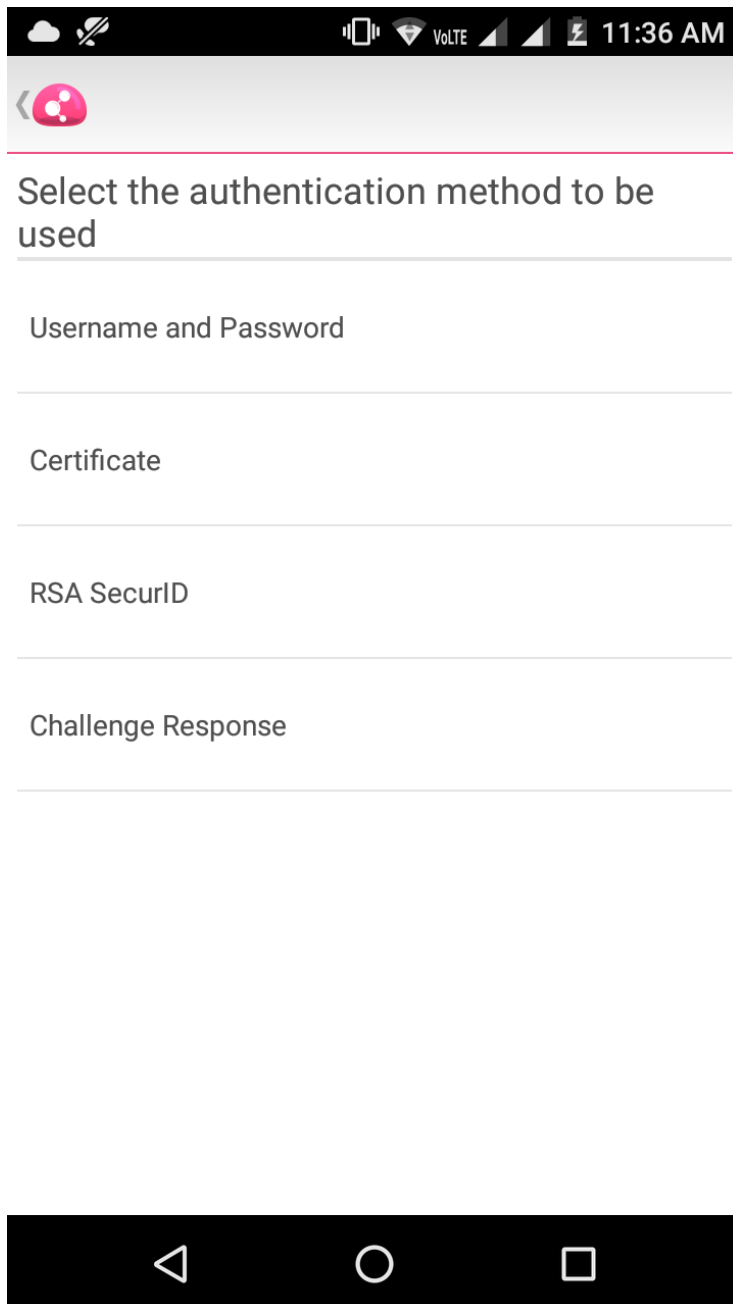 VoLTE 11:36 AM
Select the authentication method to be
used
Username and Password
Certificate
RSA SecurID
Challenge Response